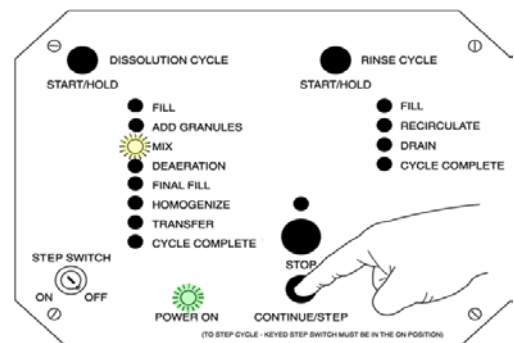 DISSOLUTION CYCLE
START/HOLD
FILL
ADD GRANULES
MIX
DEAERATION
FINAL FILL
HOMOGENIZE
TRANSFER
CYCLE COMPLETE
RINSE CYCLE
START/HOLD
FILL
RECIRCULATE
DRAIN
CYCLE COMPLETE
STEP SWITCH
ON OFF
POWER ON
STOP
CONTINUE/STEP
(TO STEP CYCLE - KEYED STEP SWITCH MUST BE IN THE ON POSITION)